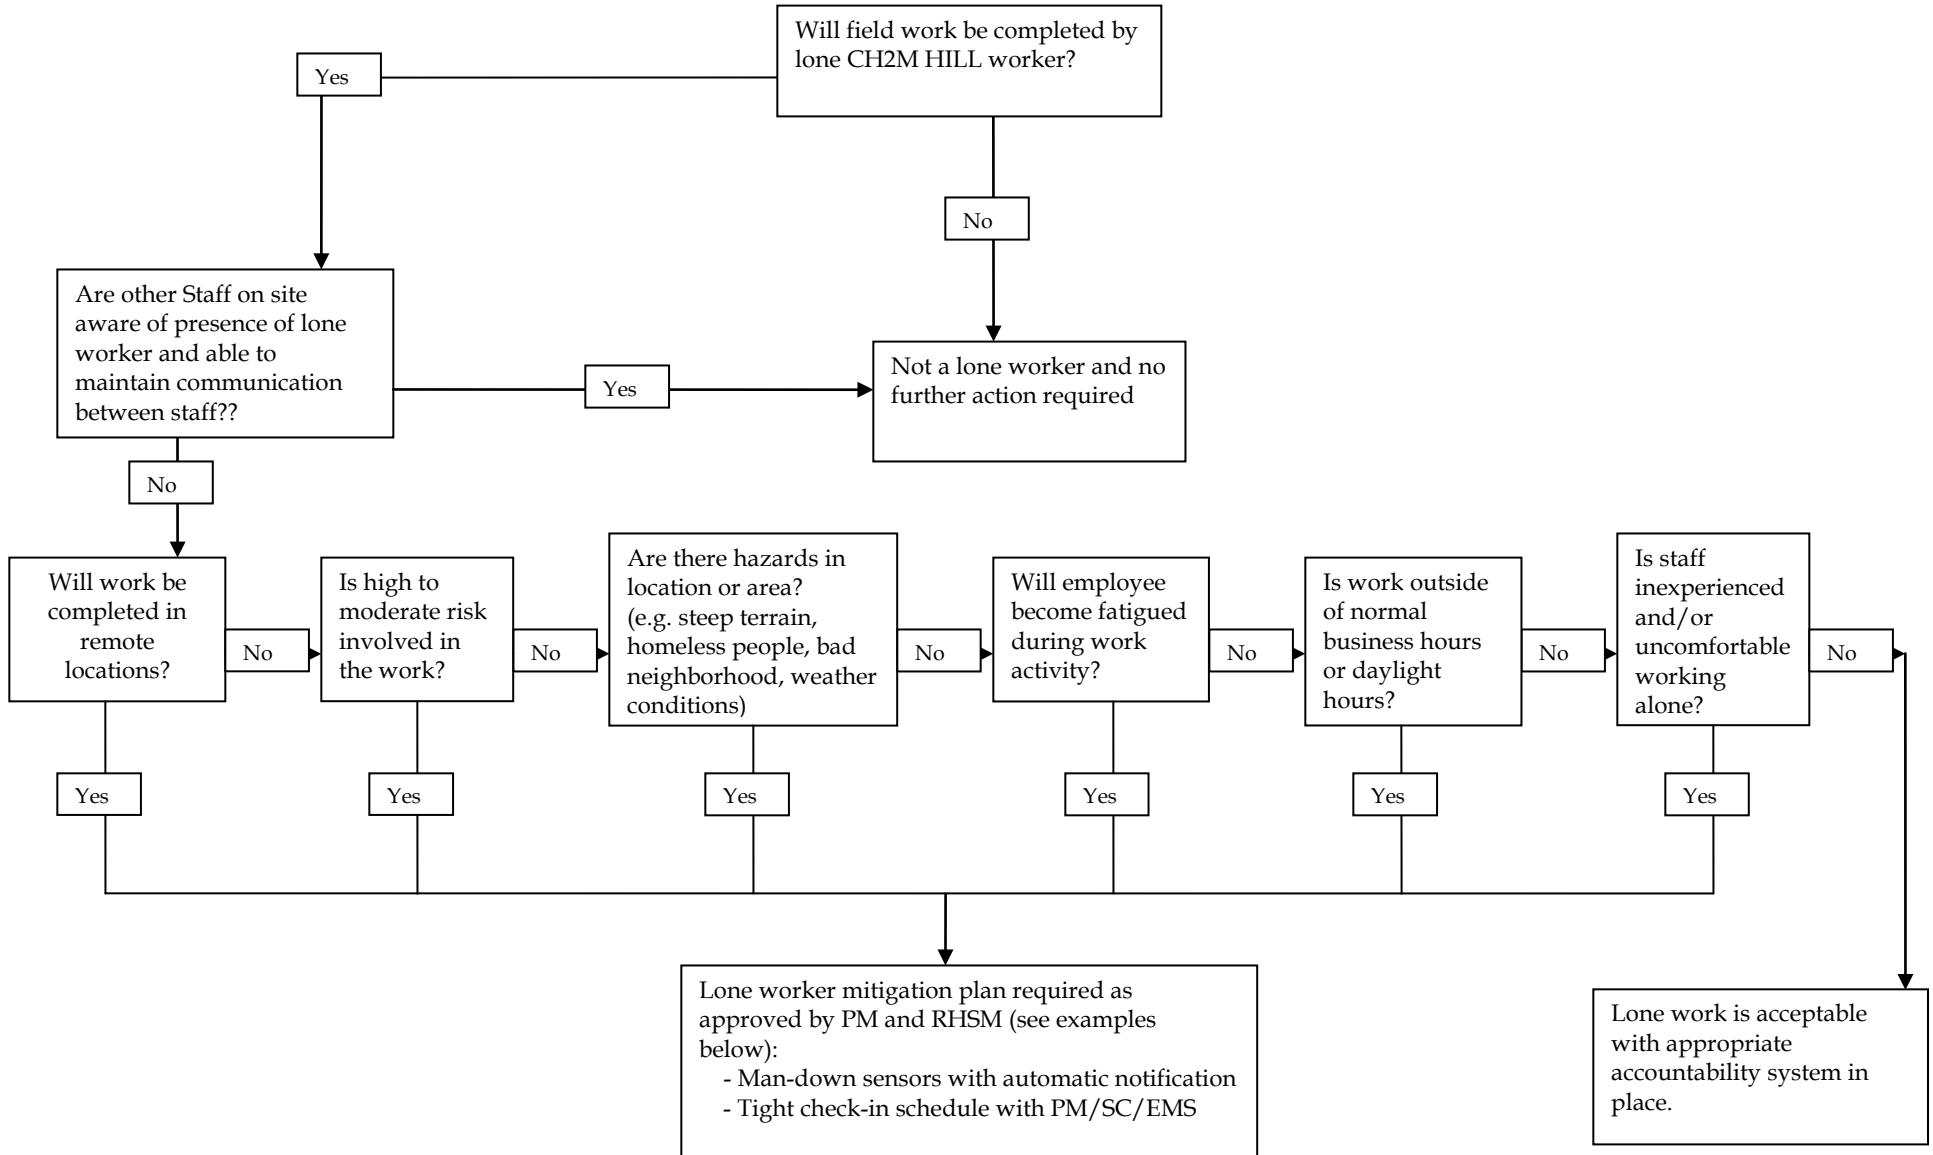 Will field work be completed by
lone CH2M HILL worker?
Yes
No
Are other Staff on site
aware of presence of lone
worker and able to
maintain communication
between staff??
Yes
Not a lone worker and no
further action required
No
Will work be
completed in
remote
locations?
No
Is high to
moderate risk
involved in
the work?
No
Are there hazards in
location or area?
(e.g. steep terrain,
homeless people, bad
neighborhood, weather
conditions)
No
Will employee
become fatigued
during work
activity?
No
Is work outside
of normal
business hours
or daylight
hours?
No
Is staff
inexperienced
and/or
uncomfortable
working
alone?
No
Yes
Yes
Yes
Yes
Yes
Yes
Lone worker mitigation plan required as
approved by PM and RHSM (see examples
below):
- Man-down sensors with automatic notification
- Tight check-in schedule with PM/SC/EMS
Lone work is acceptable
with appropriate
accountability system in
place.